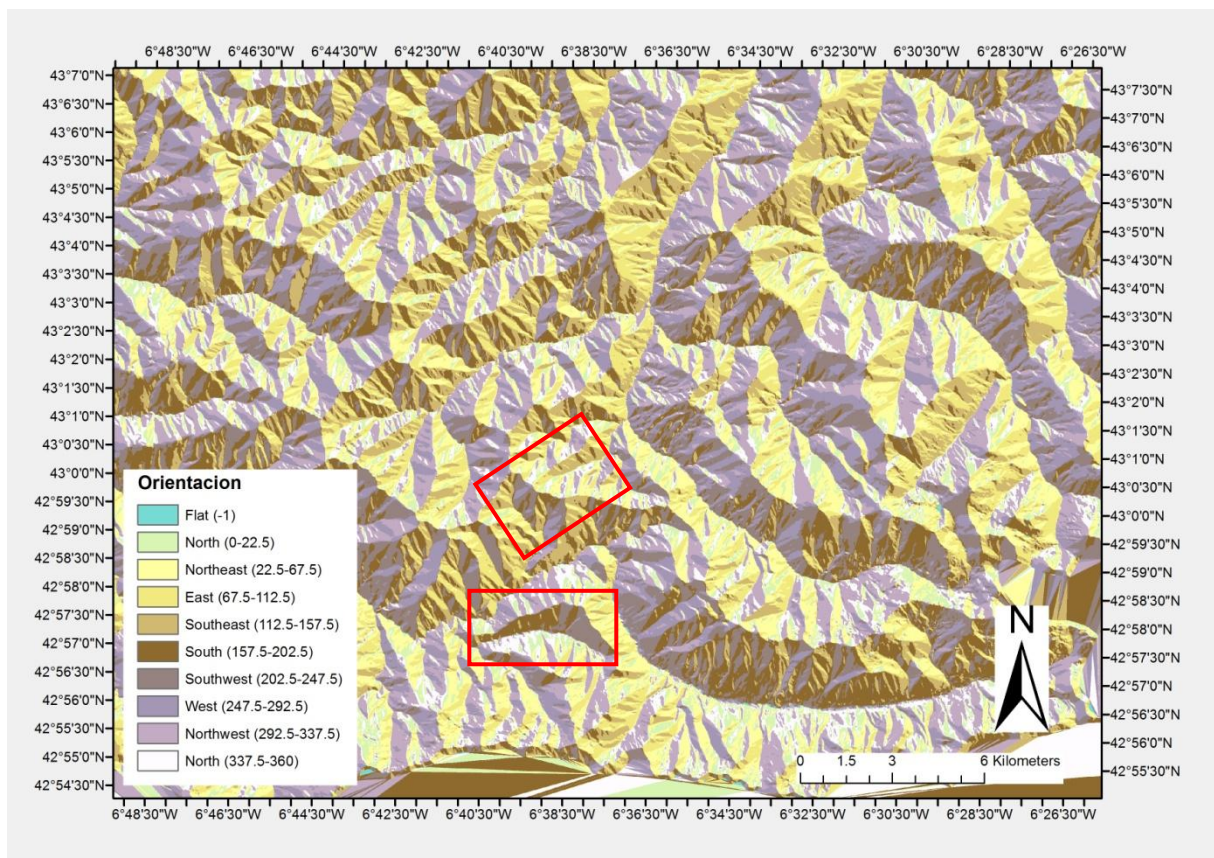 6°48'30"W 6°46'30"W 6°44'30"W 6°42'30"W 6°40'30"W 6°38'30"W 6°36'30"W 6°34'30"W 6°32'30"W 6°30'30"W 6°28'30"W 6°26'30"W
43°7'0"N
43°6'30"N
43°6'0"N
43°5'30"N
43°5'0"N
43°4'30"N
43°4'0"N
43°3'30"N
43°3'0"N
43°2'30"N
43°2'0"N
43°1'30"N
43°1'0"N
43°0'30"N
43°0'0"N
42°59'30"N
42°59'0"N
42°58'30"N
42°58'0"N
42°57'30"N
42°57'0"N
42°56'30"N
42°56'0"N
42°55'30"N
42°55'0"N
42°54'30"N
Orientacion
Flat (-1)
North (0-22.5)
Northeast (22.5-67.5)
East (67.5-112.5)
Southeast (112.5-157.5)
South (157.5-202.5)
Southwest (202.5-247.5)
West (247.5-292.5)
Northwest (292.5-337.5)
North (337.5-360)
N
0 1.5 3 6 Kilometers
43°7'30"N
43°7'0"N
43°6'30"N
43°6'0"N
43°5'30"N
43°5'0"N
43°4'30"N
43°4'0"N
43°3'30"N
43°3'0"N
43°2'30"N
43°2'0"N
43°1'30"N
43°1'0"N
43°0'30"N
43°0'0"N
42°59'30"N
42°59'0"N
42°58'30"N
42°58'0"N
42°57'30"N
42°57'0"N
42°56'30"N
42°56'0"N
42°55'30"N
6°48'30"W 6°46'30"W 6°44'30"W 6°42'30"W 6°40'30"W 6°38'30"W 6°36'30"W 6°34'30"W 6°32'30"W 6°30'30"W 6°28'30"W 6°26'30"W